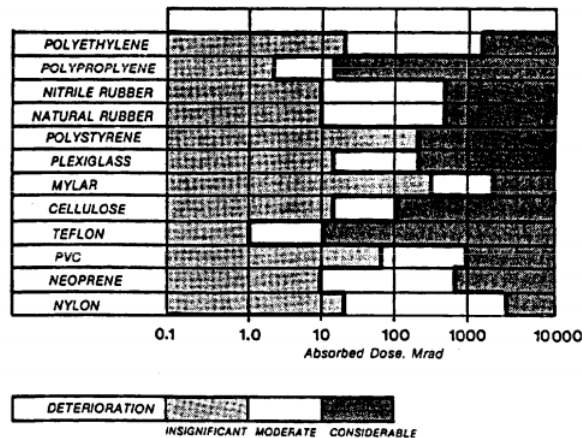 POLYETHYLENE
POLYPROPLYENE
NITRILE RUBBER
NATURAL RUBBER
POLYSTYRENE
PLEXIGLASS
MYLAR
CELLULOSE
TEFLON
PVC
NEOPRENE
NYLON
0.1 1.0 10 100 1000 10000
Absorbed Dose, Mrad
DETERIORATION
INSIGNIFICANT MODERATE CONSIDERABLE